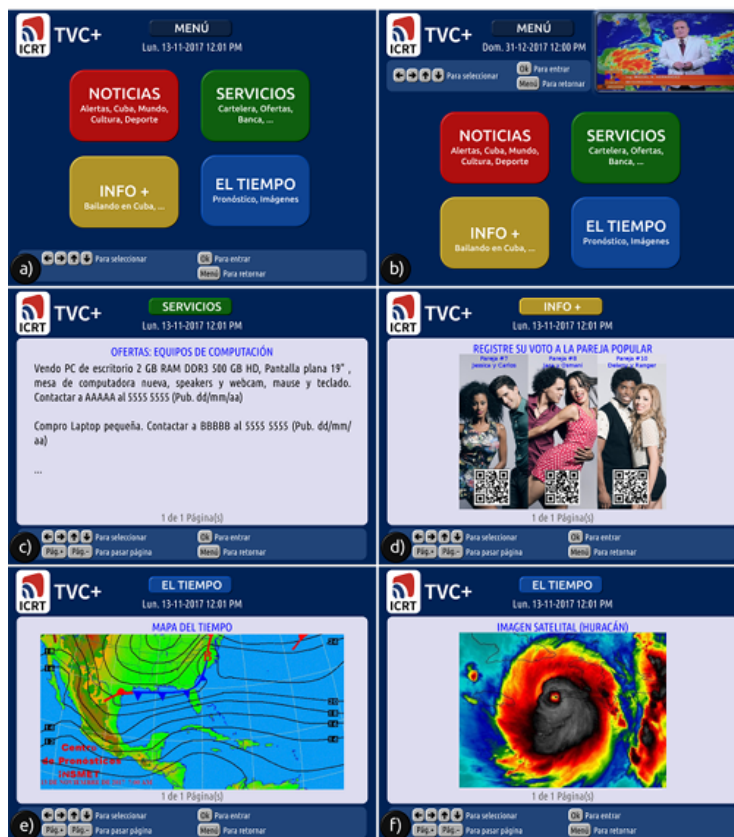 ICRT
TVC+
MENÚ
Lun. 13-11-2017 12:01 PM
NOTICIAS
Alertas, Cuba, Mundo,
Cultura, Deporte
SERVICIOS
Cartelera, Ofertas,
Banca, ...
INFO +
Bailando en Cuba, ...
EL TIEMPO
Pronóstico, Imágenes
Para seleccionar
Ok Para entrar
Menú Para retornar
a)
ICRT
TVC+
MENÚ
Dom. 31-12-2017 12:00 PM
Para seleccionar
Ok Para entrar
Menú Para retornar
NOTICIAS
Alertas, Cuba, Mundo,
Cultura, Deporte
SERVICIOS
Cartelera, Ofertas,
Banca, ...
INFO +
Bailando en Cuba, ...
EL TIEMPO
Pronóstico, Imágenes
b)
ICRT
TVC+
SERVICIOS
Lun. 13-11-2017 12:01 PM
OFERTAS: EQUIPOS DE COMPUTACIÓN
Vendo PC de escritorio 2 GB RAM DDR3 500 GB HD, Pantalla plana 19" ,
mesa de computadora nueva, speakers y webcam, mause y teclado.
Contactar a AAAAA al 5555 5555 (Pub. dd/mm/aa)
Compro Laptop pequeña. Contactar a BBBBB al 5555 5555 (Pub. dd/mm/
aa)
...
1 de 1 Página(s)
Para seleccionar
Ok Para entrar
Pág.+ Pág.- Para pasar página
Menú Para retornar
c)
ICRT
TVC+
INFO +
Lun. 13-11-2017 12:01 PM
REGISTRE SU VOTO A LA PAREJA POPULAR
Pareja #7
Jessica y Carlos
Pareja #8
y Osmani
Pareja #10
y Ranger
1 de 1 Página(s)
Para seleccionar
Ok Para entrar
Pág.+ Pág.- Para pasar página
Menú Para retornar
d)
ICRT
TVC+
EL TIEMPO
Lun. 13-11-2017 12:01 PM
MAPA DEL TIEMPO
Centro
de Pronósticos
INSMET
1 de 1 Página(s)
Para seleccionar
Ok Para entrar
Pág.+ Pág.- Para pasar página
Menú Para retornar
e)
ICRT
TVC+
EL TIEMPO
Lun. 13-11-2017 12:01 PM
IMAGEN SATELITAL (HURACÁN)
1 de 1 Página(s)
Para seleccionar
Ok Para entrar
Pág.+ Pág.- Para pasar página
Menú Para retornar
f)